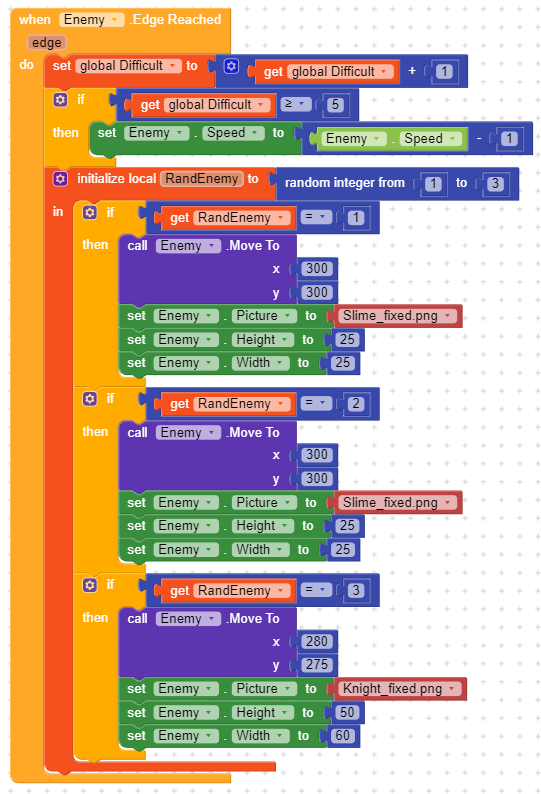 when Enemy .Edge Reached
edge
do set global Difficult to get global Difficult + 1
if get global Difficult ≥ 5
then set Enemy . Speed to Enemy . Speed - 1
initialize local RandEnemy to random integer from 1 to 3
in if get RandEnemy = 1
then call Enemy .Move To
x 300
y 300
set Enemy . Picture to Slime_fixed.png
set Enemy . Height to 25
set Enemy . Width to 25
if get RandEnemy = 2
then call Enemy .Move To
x 300
y 300
set Enemy . Picture to Slime_fixed.png
set Enemy . Height to 25
set Enemy . Width to 25
if get RandEnemy = 3
then call Enemy .Move To
x 280
y 275
set Enemy . Picture to Knight_fixed.png
set Enemy . Height to 50
set Enemy . Width to 60